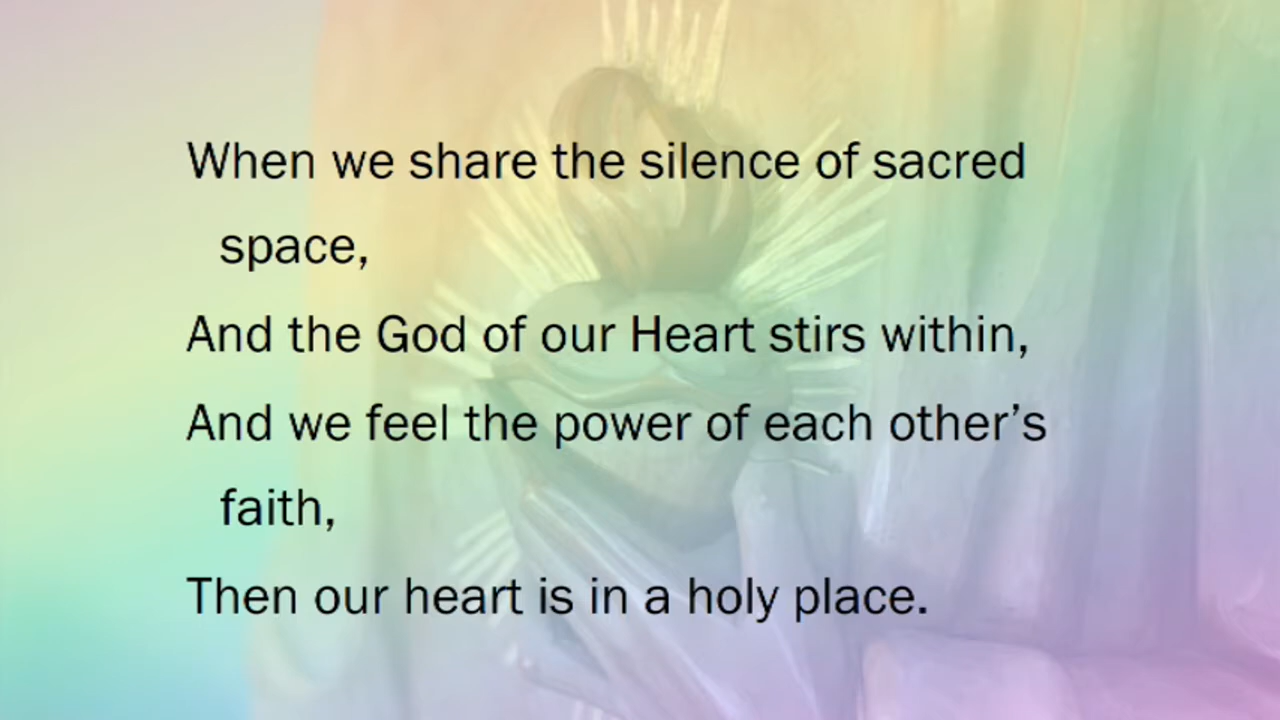 When we share the silence of sacred
space,
And the God of our Heart stirs within,
And we feel the power of each other’s
faith,
Then our heart is in a holy place.